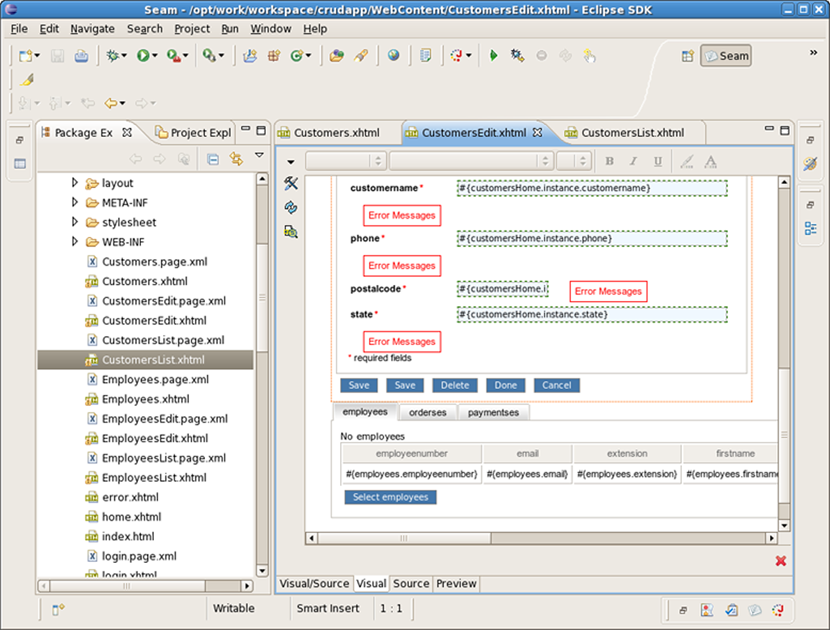 Seam - /opt/work/workspace/crudapp/WebContent/CustomersEdit.xhtml - Eclipse SDK
File Edit Navigate Search Project Run Window Help
Seam
»
Package Ex
Project Expl
Customers.xhtml
CustomersEdit.xhtml
CustomersList.xhtml
B I U A
layout
META-INF
stylesheet
WEB-INF
Customers.page.xml
Customers.xhtml
CustomersEdit.page.xml
CustomersEdit.xhtml
CustomersList.page.xml
CustomersList.xhtml
Employees.page.xml
Employees.xhtml
EmployeesEdit.page.xml
EmployeesEdit.xhtml
EmployeesList.page.xml
EmployeesList.xhtml
error.xhtml
home.xhtml
index.html
login.page.xml
login.xhtml
customername* #{customersHome.instance.customername}
Error Messages
phone* #{customersHome.instance.phone}
Error Messages
postalcode* #{customersHome.i Error Messages
state* #{customersHome.instance.state}
Error Messages
* required fields
Save Save Delete Done Cancel
employees orderses paymentses
No employees
employeenumber email extension firstname
#{employees.employeenumber} #{employees.email} #{employees.extension} #{employees.firstname
Select employees
Visual/Source Visual Source Preview
Writable Smart Insert 1 : 1